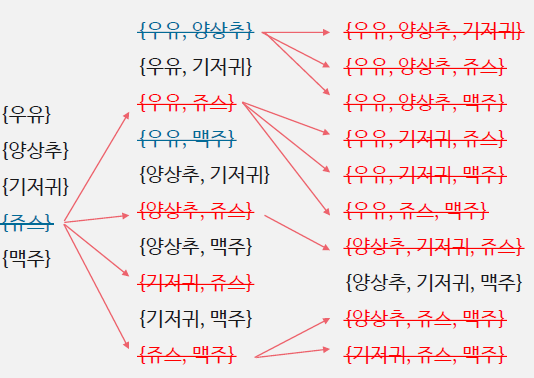 {우유}
{양상추}
{기저귀}
{쥬스}
{맥주}
{우유, 양상추}
{우유, 기저귀}
{우유, 쥬스}
{우유, 맥주}
{양상추, 기저귀}
{양상추, 쥬스}
{양상추, 맥주}
{기저귀, 쥬스}
{기저귀, 맥주}
{쥬스, 맥주}
{우유, 양상추, 기저귀}
{우유, 양상추, 쥬스}
{우유, 양상추, 맥주}
{우유, 기저귀, 쥬스}
{우유, 기저귀, 맥주}
{우유, 쥬스, 맥주}
{양상추, 기저귀, 쥬스}
{양상추, 기저귀, 맥주}
{양상추, 쥬스, 맥주}
{기저귀, 쥬스, 맥주}